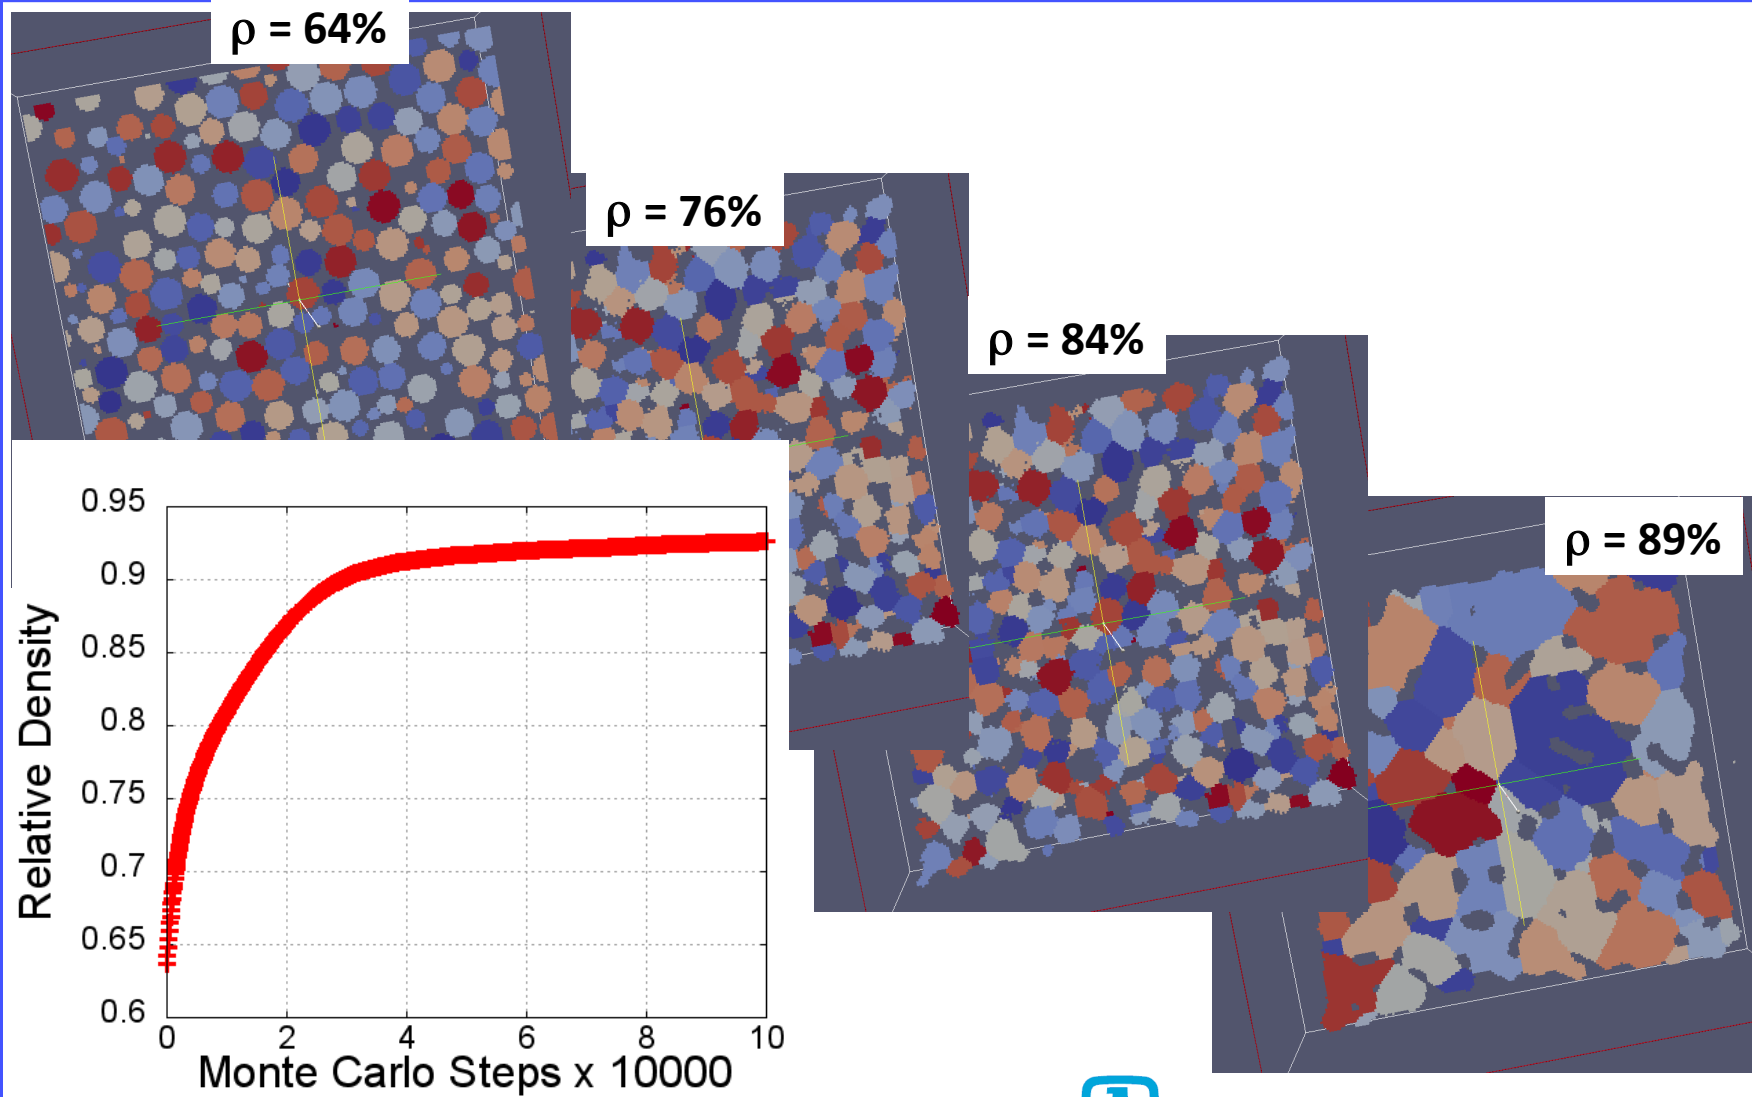 ρ = 64%
ρ = 76%
ρ = 84%
ρ = 89%
0.95
0.9
0.85
0.8
0.75
0.7
0.65
0.6
0 2 4 6 8 10
Relative Density
Monte Carlo Steps x 10000